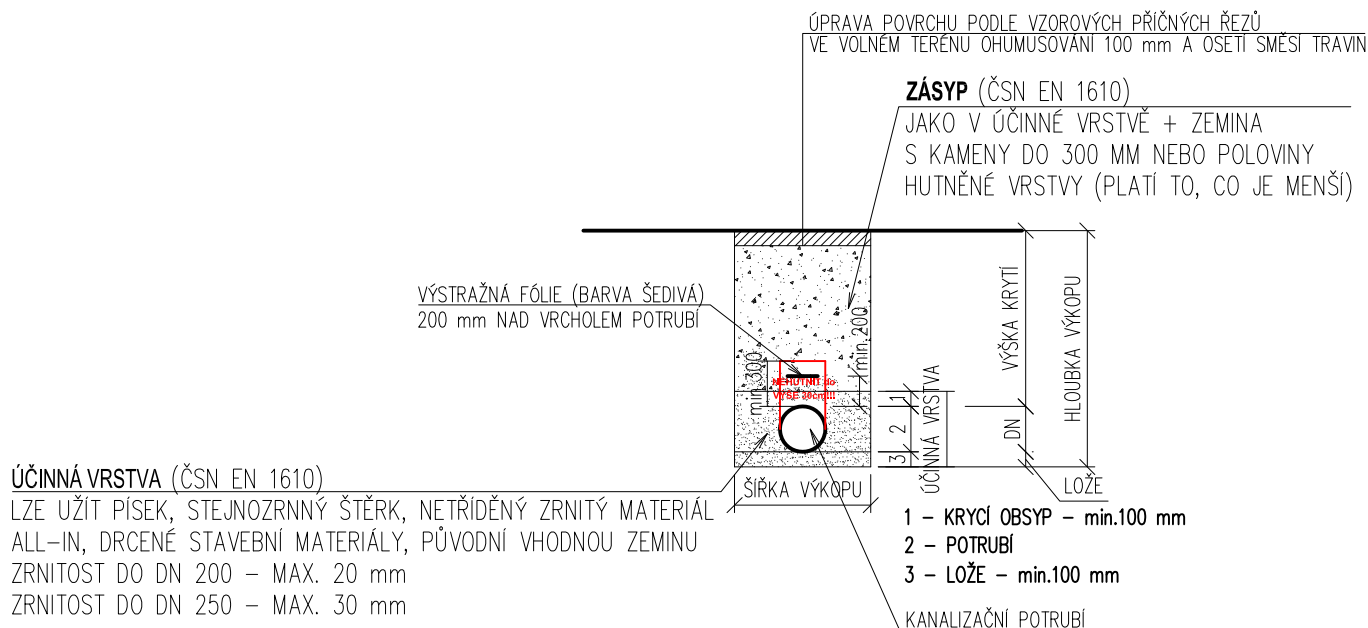 ÚPRAVA POVRCHU PODLE VZOROVÝCH PŘÍČNÝCH ŘEZŮ
VE VOLNÉM TERÉNU OHUMUSOVÁNÍ 100 mm A OSETÍ SMĚSÍ TRAVIN
ZÁSYP (ČSN EN 1610)
JAKO V ÚČINNÉ VRSTVĚ + ZEMINA
S KAMENY DO 300 MM NEBO POLOVINY
HUTNĚNÉ VRSTVY (PLATÍ TO, CO JE MENŠÍ)
VÝSTRAŽNÁ FÓLIE (BARVA ŠEDIVÁ)
200 mm NAD VRCHOLEM POTRUBÍ
min.300
min.200
NEHUTNIT do
VÝŠE 30cm!!!
1
2
3
ÚČINNÁ VRSTVA
VÝŠKA KRYTÍ
DN
HLOUBKA VÝKOPU
LOŽE
ŠÍŘKA VÝKOPU
ÚČINNÁ VRSTVA (ČSN EN 1610)
LZE UŽÍT PÍSEK, STEJNOZRNNÝ ŠTĚRK, NETŘÍDĚNÝ ZRNITÝ MATERIÁL
ALL-IN, DRCENÉ STAVEBNÍ MATERIÁLY, PŮVODNÍ VHODNOU ZEMINU
ZRNITOST DO DN 200 - MAX. 20 mm
ZRNITOST DO DN 250 - MAX. 30 mm
1 - KRYCÍ OBSYP - min.100 mm
2 - POTRUBÍ
3 - LOŽE - min.100 mm
KANALIZAČNÍ POTRUBÍ